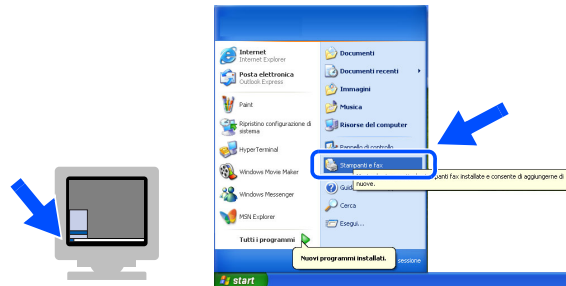 Internet
Internet Explorer
Posta elettronica
Outlook Express
Paint
Ripristino configurazione di
sistema
HyperTerminal
Windows Movie Maker
Windows Messenger
MSN Explorer
Tutti i programmi
Documenti
Documenti recenti
Immagini
Musica
Risorse del computer
Pannello di controllo
Stampanti e fax
panti fax installate e consente di aggiungerne di
nuove.
Guid
Cerca
Esegui...
Nuovi programmi installati.
sessione
start